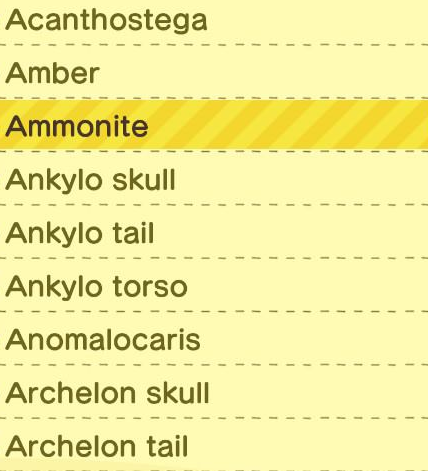 Acanthostega
Amber
Ammonite
Ankylo skull
Ankylo tail
Ankylo torso
Anomalocaris
Archelon skull
Archelon tail